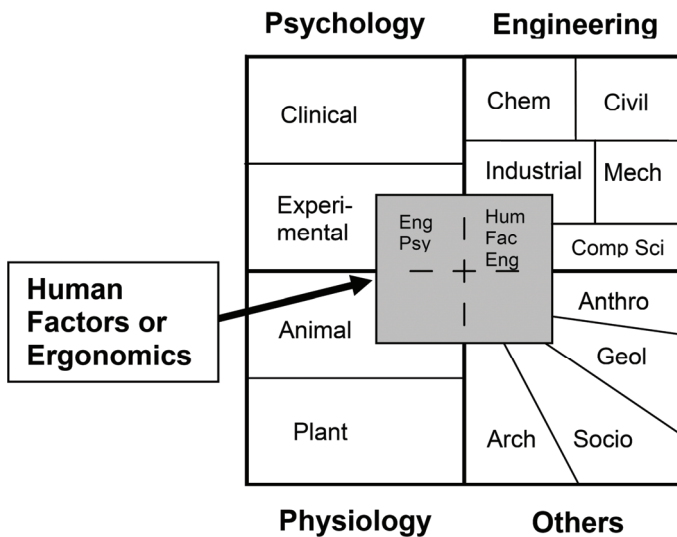 Psychology
Engineering
Clinical
Chem
Civil
Industrial
Mech
Experi-
mental
Eng
Psy
Hum
Fac
Eng
Comp Sci
Human
Factors or
Ergonomics
Animal
Anthro
Geol
Plant
Arch
Socio
Physiology
Others